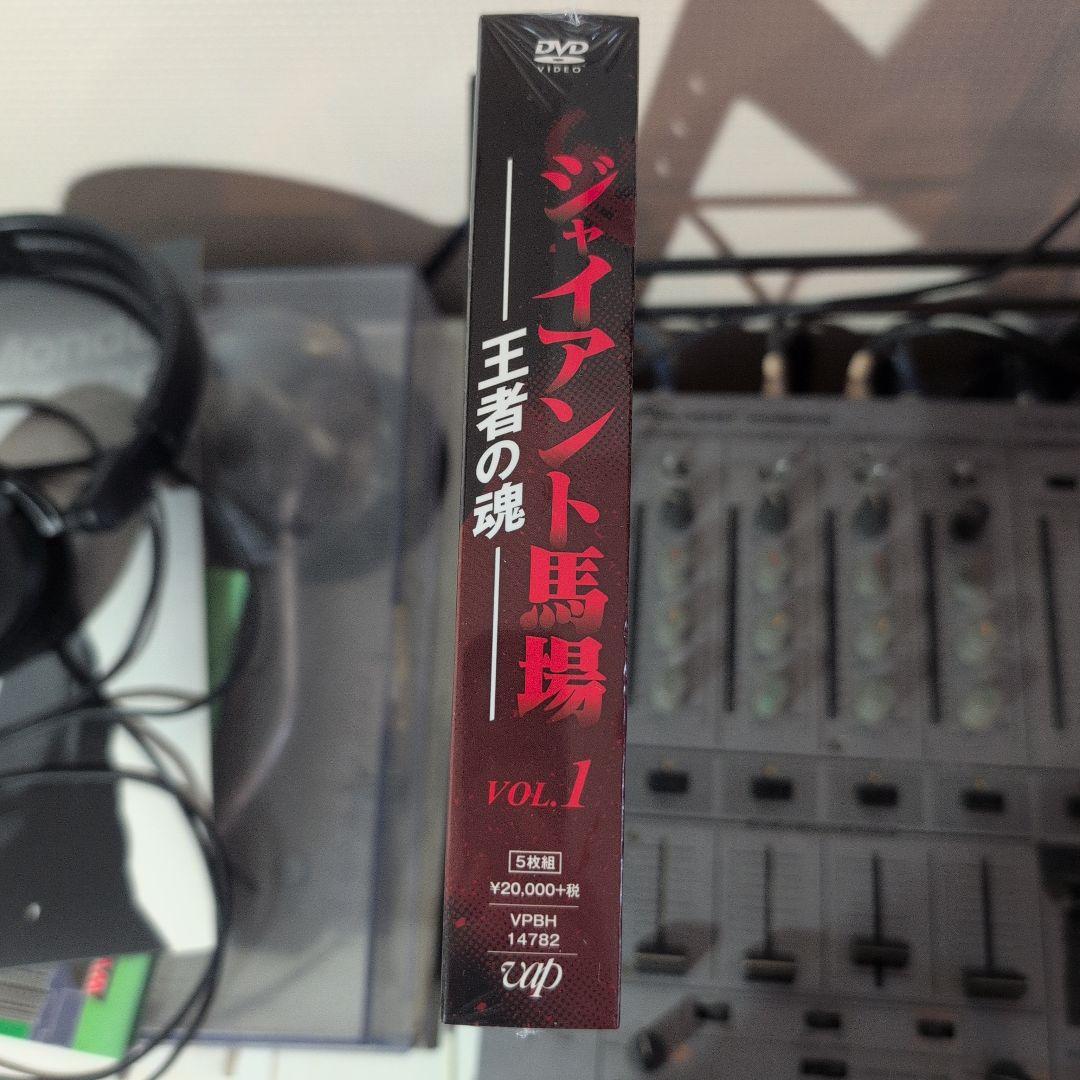 DVD
VIDEO
ジャイアント馬場
王者の魂
VOL.1
5枚組
¥20,000+税
VPBH
14782
vap